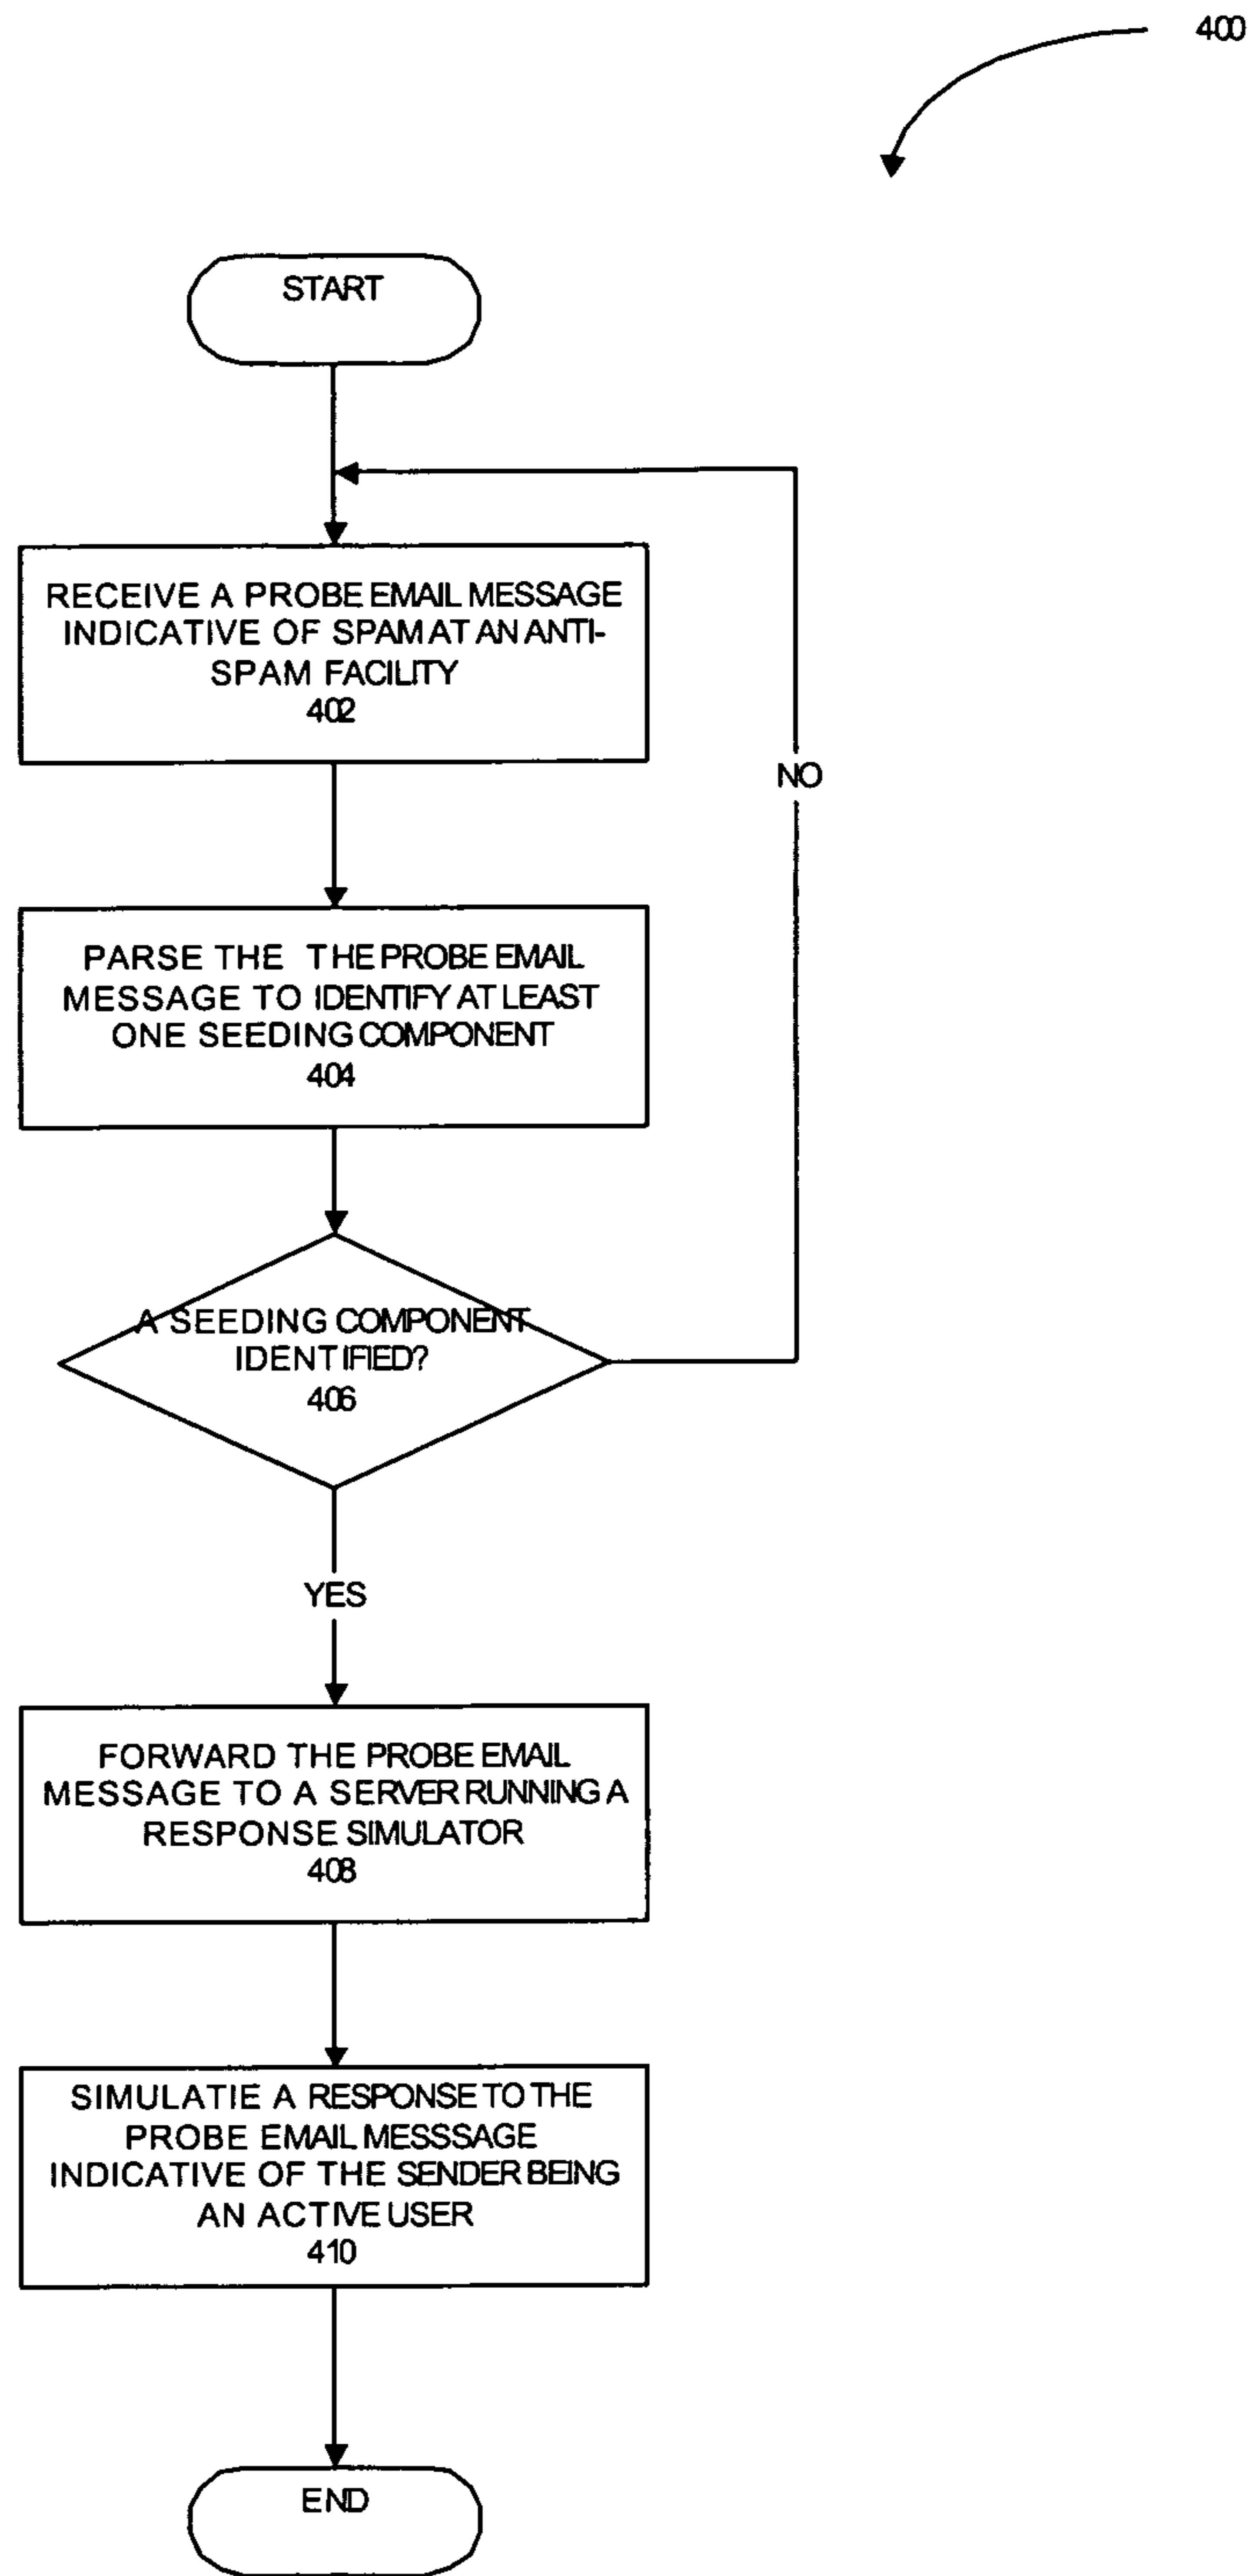 400
START
RECEIVE A PROBE EMAIL MESSAGE
INDICATIVE OF SPAM AT AN ANTI-
SPAM FACILITY
402
NO
PARSE THE THE PROBE EMAIL
MESSAGE TO IDENTIFY AT LEAST
ONE SEEDING COMPONENT
404
A SEEDING COMPONENT
IDENTIFIED?
406
YES
FORWARD THE PROBE EMAIL
MESSAGE TO A SERVER RUNNING A
RESPONSE SIMULATOR
408
SIMULATIE A RESPONSE TO THE
PROBE EMAIL MESSSAGE
INDICATIVE OF THE SENDER BEING
AN ACTIVE USER
410
END